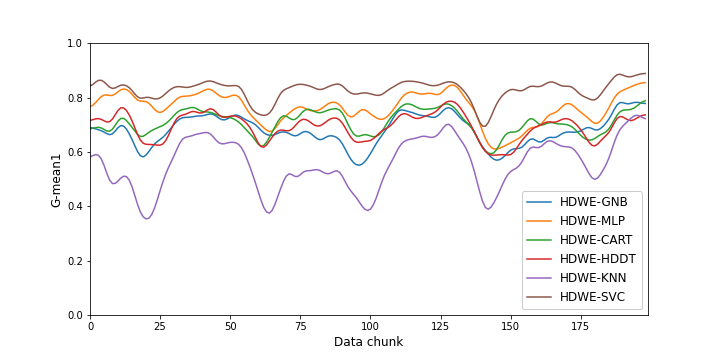 1.0
0.8
0.6
0.4
0.2
0.0
G-mean1
0 25 50 75 100 125 150 175
Data chunk
HDWE-GNB
HDWE-MLP
HDWE-CART
HDWE-HDDT
HDWE-KNN
HDWE-SVC